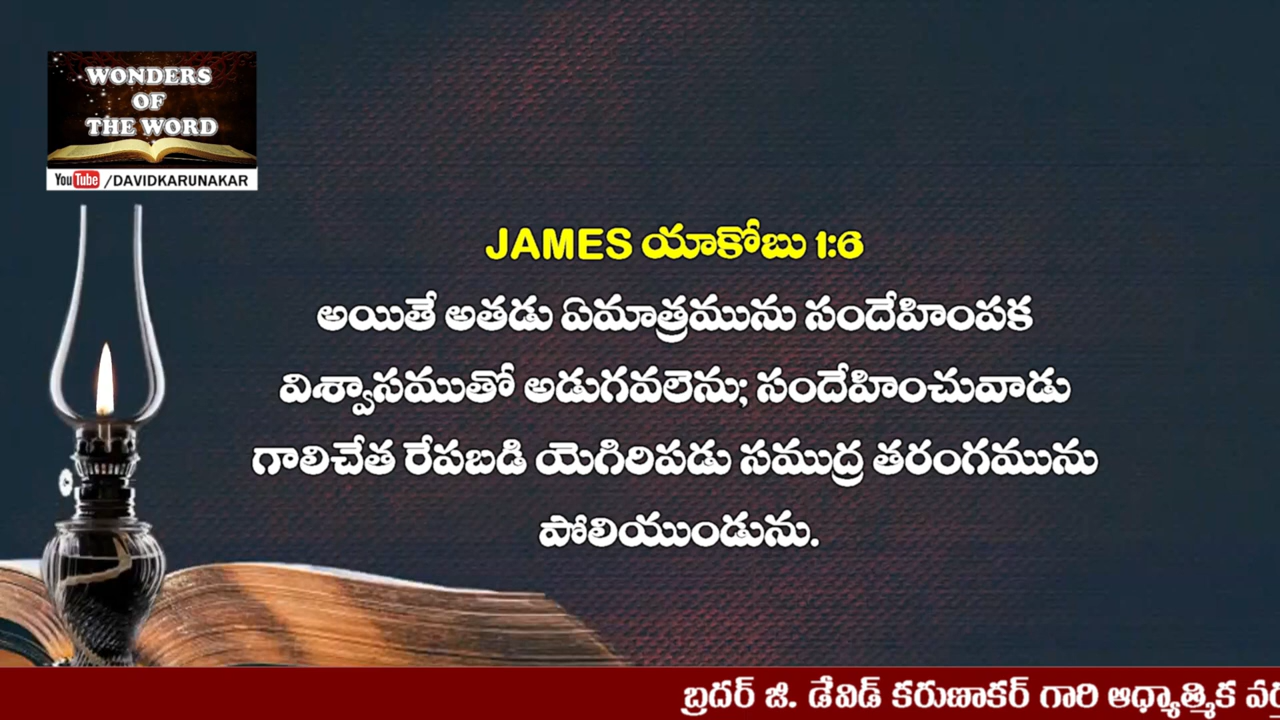 WONDERS
OF
THE WORD
YouTube /DAVIDKARUNAKAR
JAMES యాకోబు 1:6
అయితే అతడు ఏమాత్రమును సందేహింపక
విశ్వాసముతో అడుగవలెను; సందేహించువాడు
గాలిచేత రేపబడి యెగిరిపడు సముద్ర తరంగమును
పోలియుండును.
బ్రదర్ జి. డేవిడ్ కరుణాకర్ గారి ఆధ్యాత్మిక